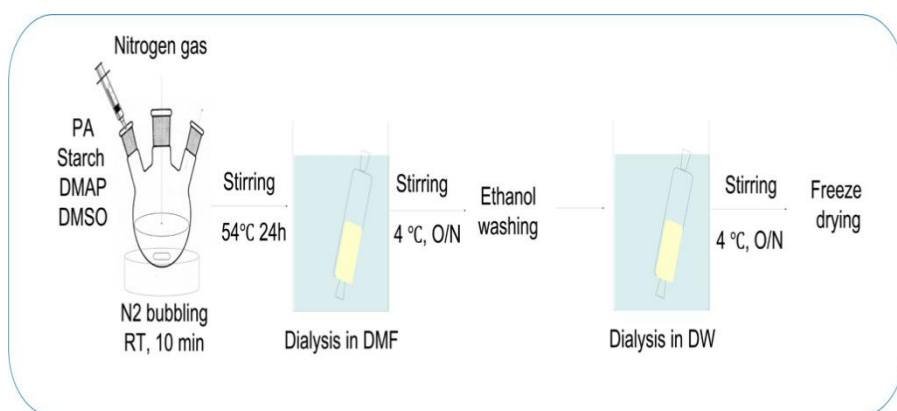 Nitrogen gas
PA
Starch
DMAP
DMSO
N2 bubbling
RT, 10 min
Stirring
54℃ 24h
Dialysis in DMF
Stirring
4 ℃, O/N
Ethanol
washing
Dialysis in DW
Stirring
4 ℃, O/N
Freeze
drying